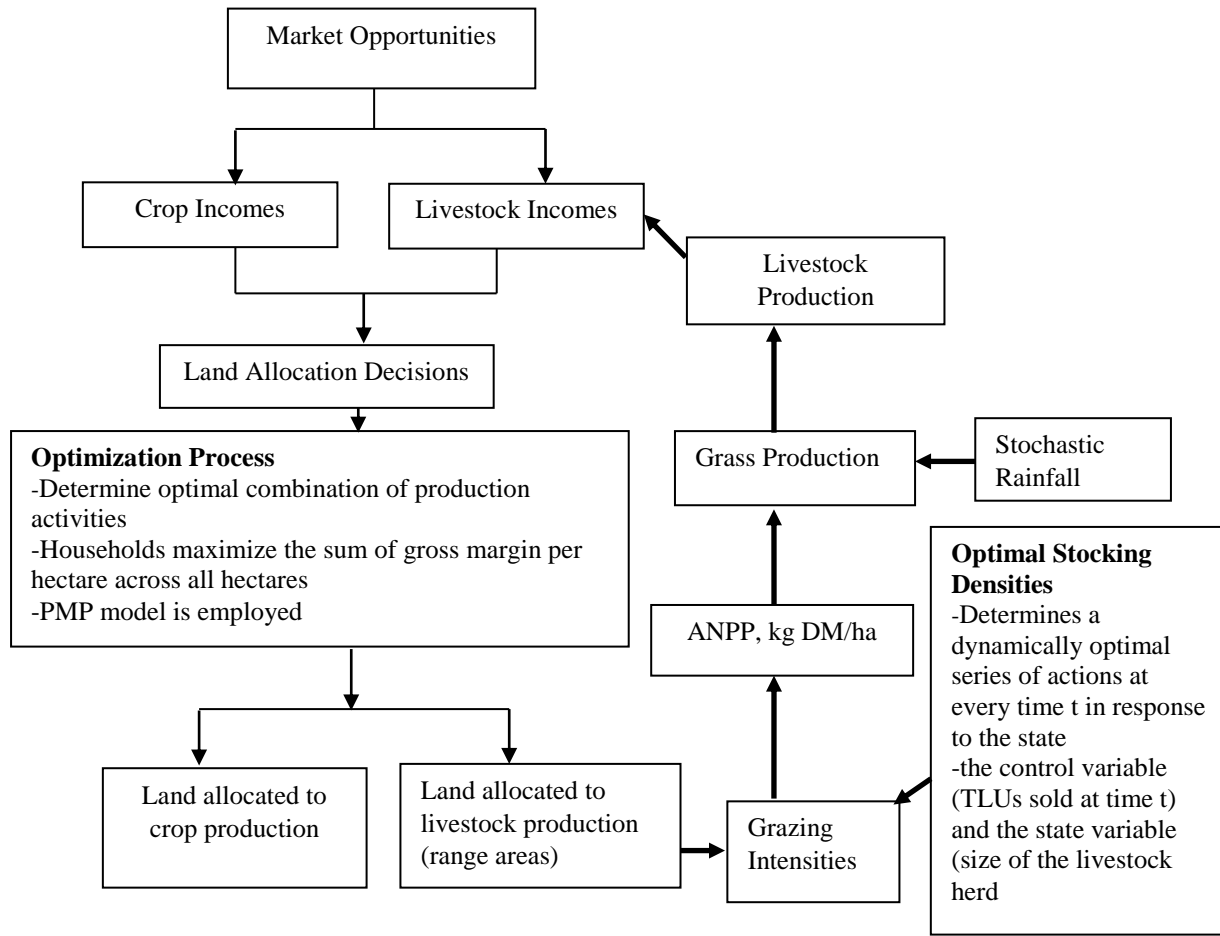 Market Opportunities
Crop Incomes
Livestock Incomes
Livestock
Production
Land Allocation Decisions
Optimization Process
-Determine optimal combination of production
activities
-Households maximize the sum of gross margin per
hectare across all hectares
-PMP model is employed
Grass Production
Stochastic
Rainfall
ANPP, kg DM/ha
Optimal Stocking
Densities
-Determines a
dynamically optimal
series of actions at
every time t in response
to the state
-the control variable
(TLUs sold at time t)
and the state variable
(size of the livestock
herd
Land allocated to
crop production
Land allocated to
livestock production
(range areas)
Grazing
Intensities